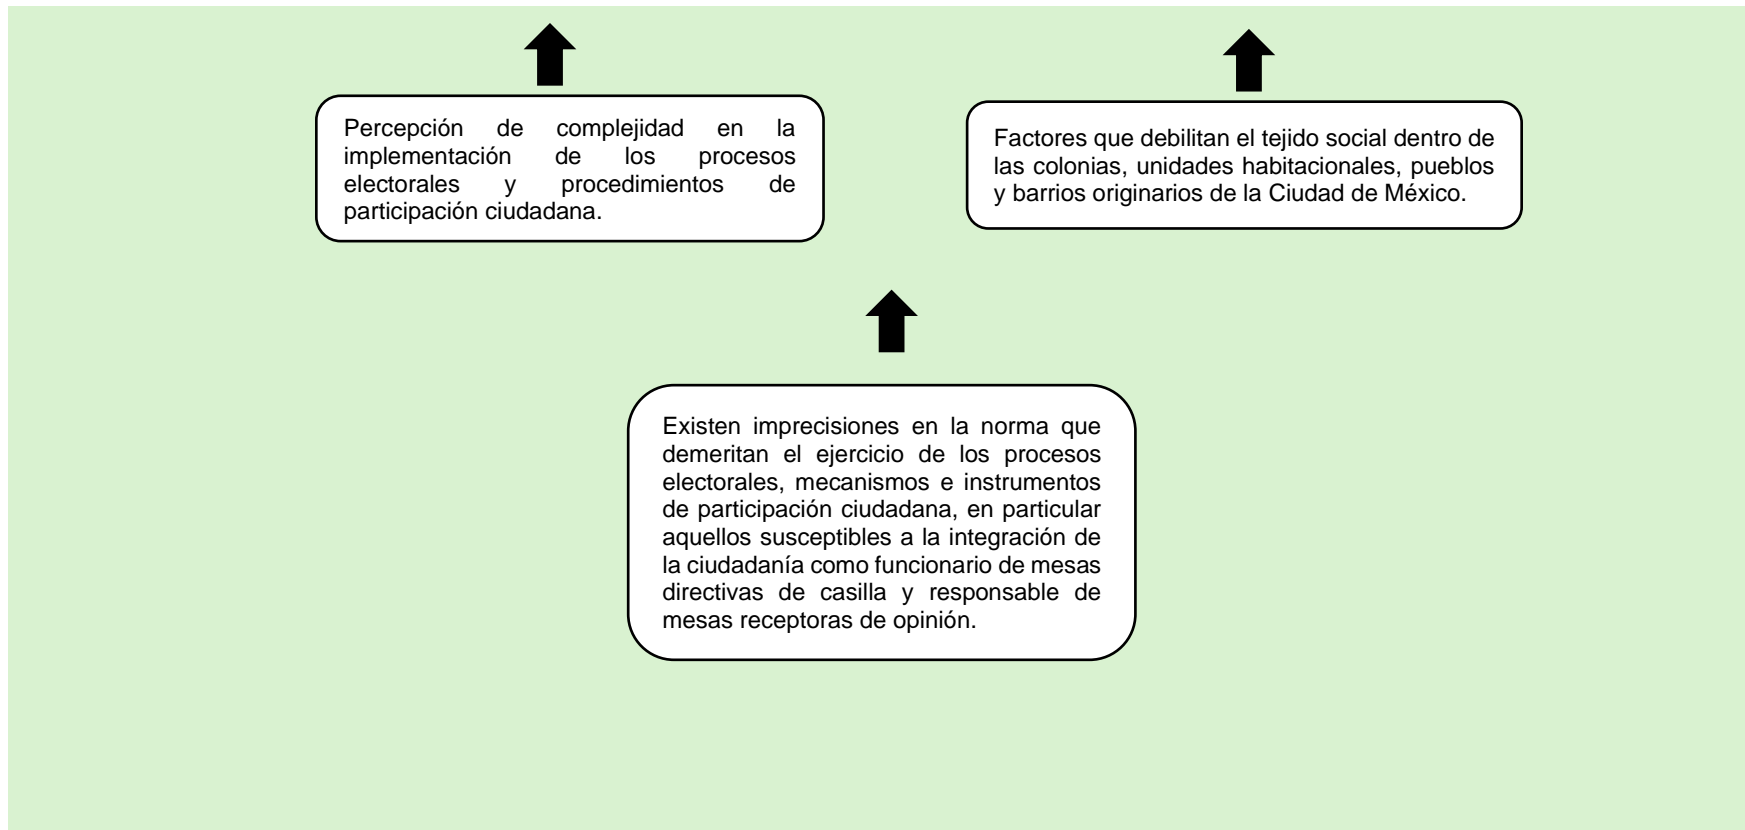 Percepción de complejidad en la
implementación de los procesos
electorales y procedimientos de
participación ciudadana.
Factores que debilitan el tejido social dentro de
las colonias, unidades habitacionales, pueblos
y barrios originarios de la Ciudad de México.
Existen imprecisiones en la norma que
demeritan el ejercicio de los procesos
electorales, mecanismos e instrumentos
de participación ciudadana, en particular
aquellos susceptibles a la integración de
la ciudadanía como funcionario de mesas
directivas de casilla y responsable de
mesas receptoras de opinión.